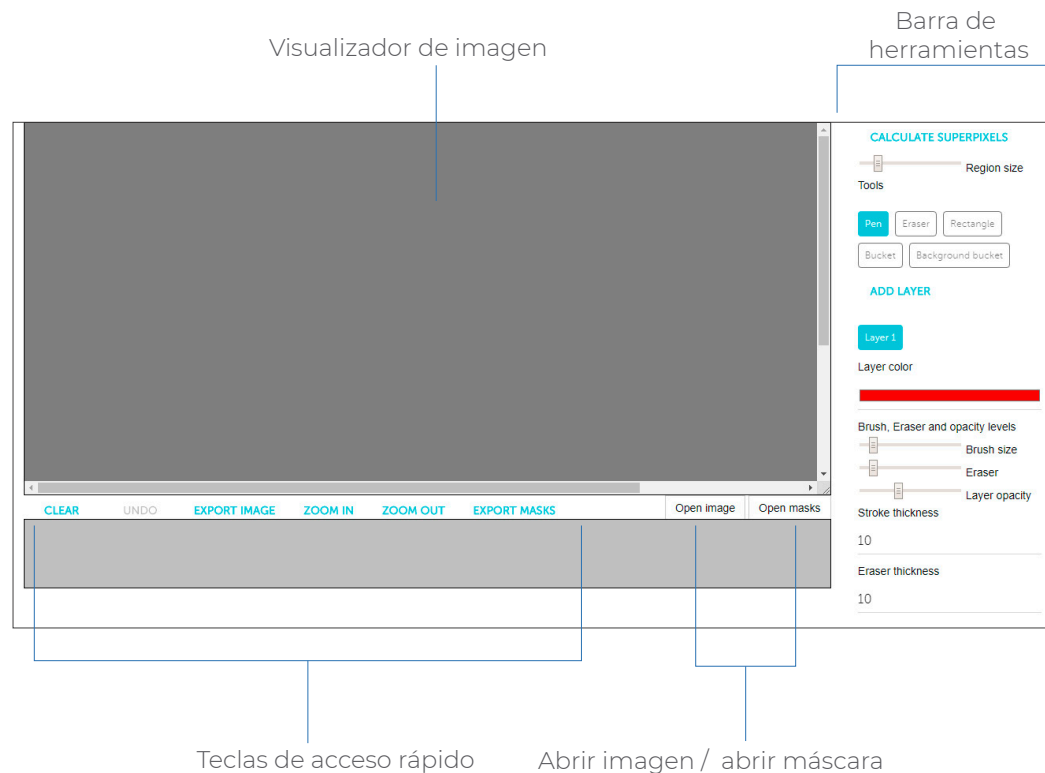 Visualizador de imagen
Barra de
herramientas
CALCULATE SUPERPIXELS
Region size
Tools
Pen Eraser Rectangle
Bucket Background bucket
ADD LAYER
Layer 1
Layer color
Brush, Eraser and opacity levels
Brush size
Eraser
Layer opacity
Stroke thickness
10
Eraser thickness
10
CLEAR UNDO EXPORT IMAGE ZOOM IN ZOOM OUT EXPORT MASKS Open image Open masks
Teclas de acceso rápido
Abrir imagen / abrir máscara